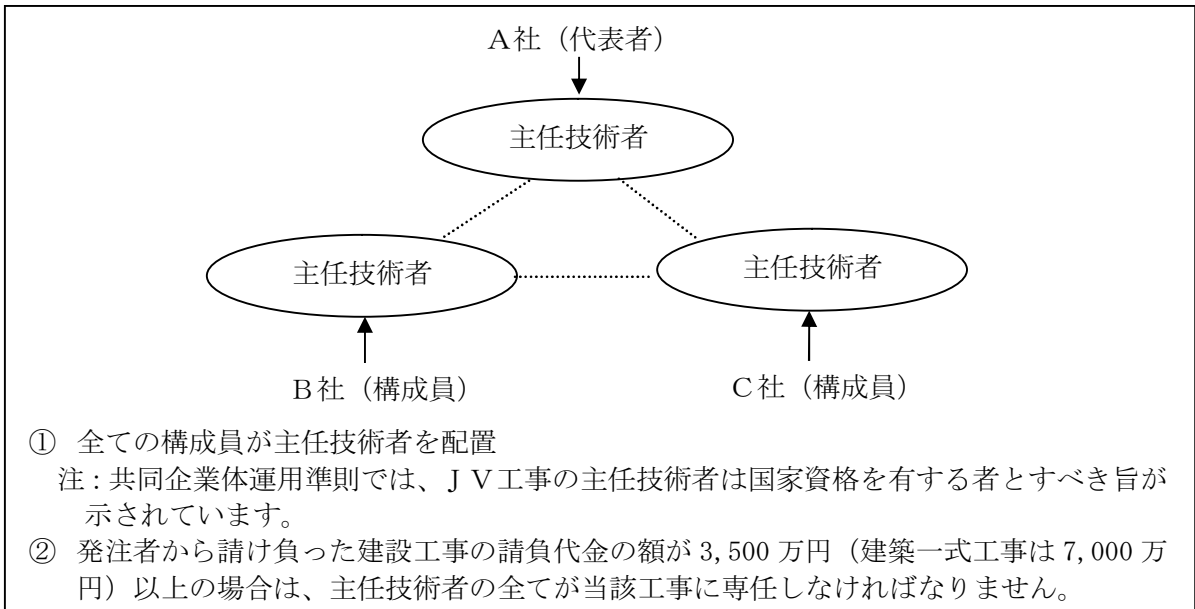 A社（代表者）
主任技術者
主任技術者
主任技術者
B社（構成員）
C社（構成員）
① 全ての構成員が主任技術者を配置
注：共同企業体運用準則では、ＪＶ工事の主任技術者は国家資格を有する者とすべき旨が
示されています。
② 発注者から請け負った建設工事の請負代金の額が 3,500 万円（建築一式工事は 7,000 万
円）以上の場合は、主任技術者の全てが当該工事に専任しなければなりません。